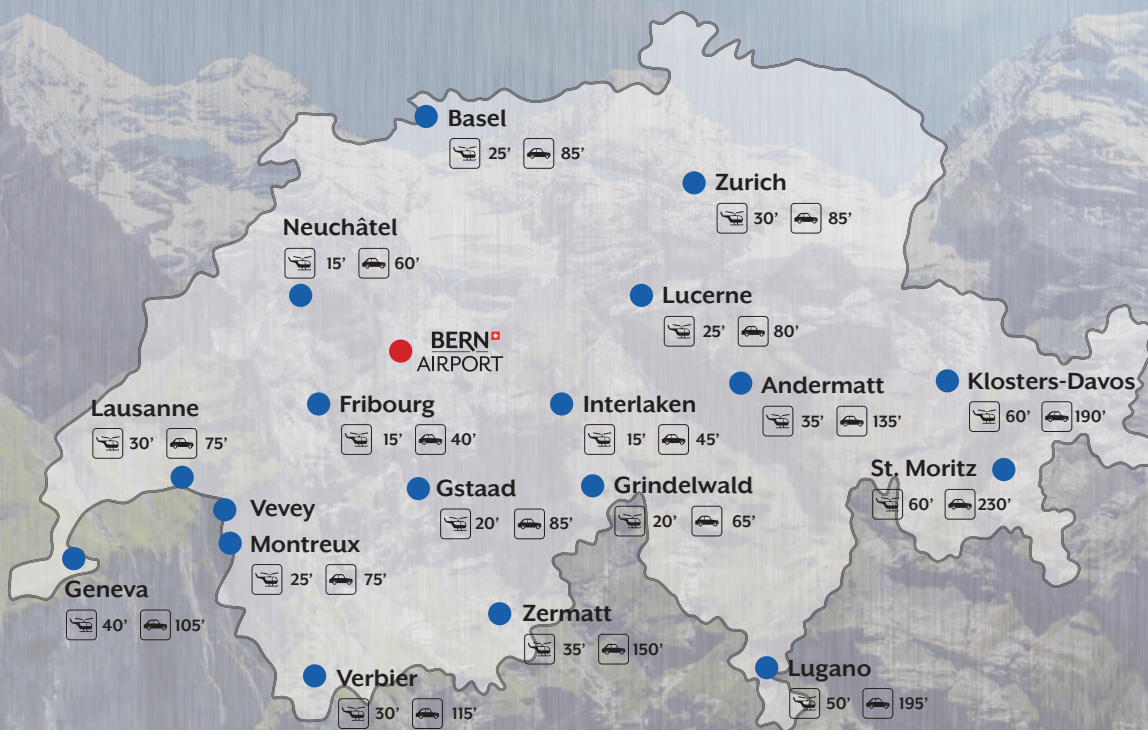 Basel
25’ 85’
Zurich
30’ 85’
Neuchâtel
15’ 60’
Lucerne
25’ 80’
BERN
AIRPORT
Klosters-Davos
60’ 190’
Andermatt
35’ 135’
Lausanne
30’ 75’
Fribourg
15’ 40’
Interlaken
15’ 45’
St. Moritz
60’ 230’
Gstaad
20’ 85’
Grindelwald
20’ 65’
Vevey
Montreux
25’ 75’
Geneva
40’ 105’
Zermatt
35’ 150’
Lugano
50’ 195’
Verbier
30’ 115’